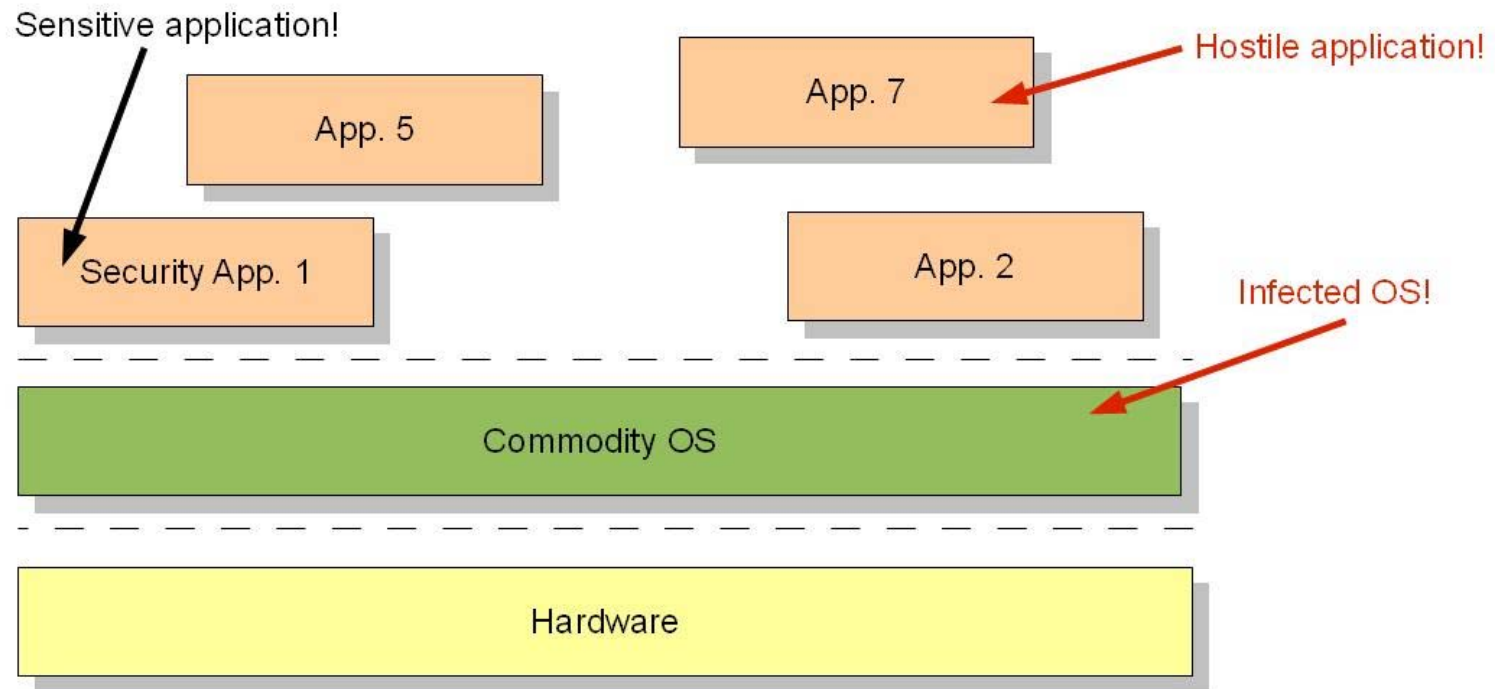 Sensitive application!
Hostile application!
App. 7
App. 5
Security App. 1
App. 2
Infected OS!
Commodity OS
Hardware